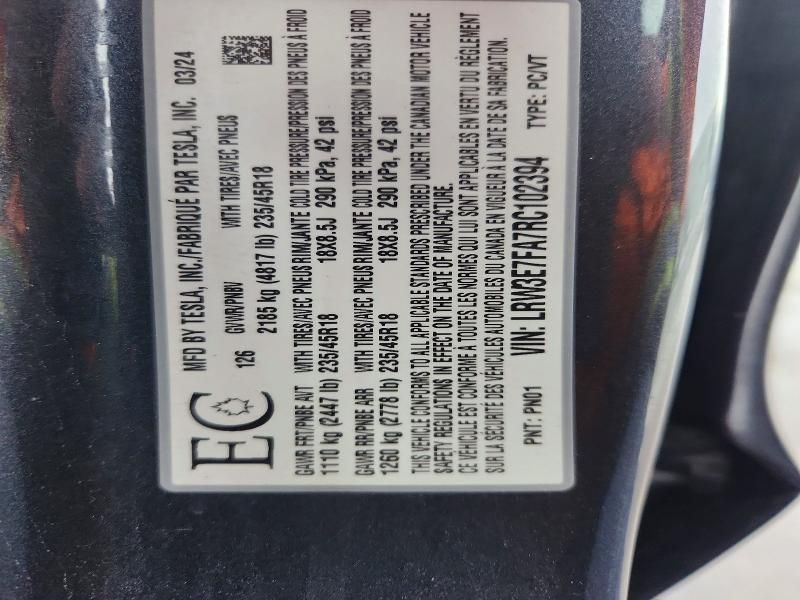 MFD BY TESLA, INC./FABRIQUÉ PAR TESLA, INC. 03/24
EC
126
GVWR/PNBV WITH TIRES/AVEC PNEUS
2185 kg (4817 lb) 235/45R18
GAWR FRT/PNBE AVT WITH TIRES/AVEC PNEUS RIM/JANTE COLD TIRE PRESSURE/PRESSION DES PNEUS À FROID
1110 kg (2447 lb) 235/45R18 18X8.5J 290 kPa, 42 psi
GAWR RR/PNBE ARR WITH TIRES/AVEC PNEUS RIM/JANTE COLD TIRE PRESSURE/PRESSION DES PNEUS À FROID
1260 kg (2778 lb) 235/45R18 18X8.5J 290 kPa, 42 psi
THIS VEHICLE CONFORMS TO ALL APPLICABLE STANDARDS PRESCRIBED UNDER THE CANADIAN MOTOR VEHICLE
SAFETY REGULATIONS IN EFFECT ON THE DATE OF MANUFACTURE.
CE VEHICULE EST CONFORME À TOUTES LES NORMES QUI LUI SONT APPLICABLES EN VERTU DU RÈGLEMENT
SUR LA SÉCURITÉ DES VÉHICULES AUTOMOBILES DU CANADA EN VIGUEUR À LA DATE DE SA FABRICATION.
PNT: PN01 VIN: LRW3E7FA7RC102394 TYPE: PC/VT